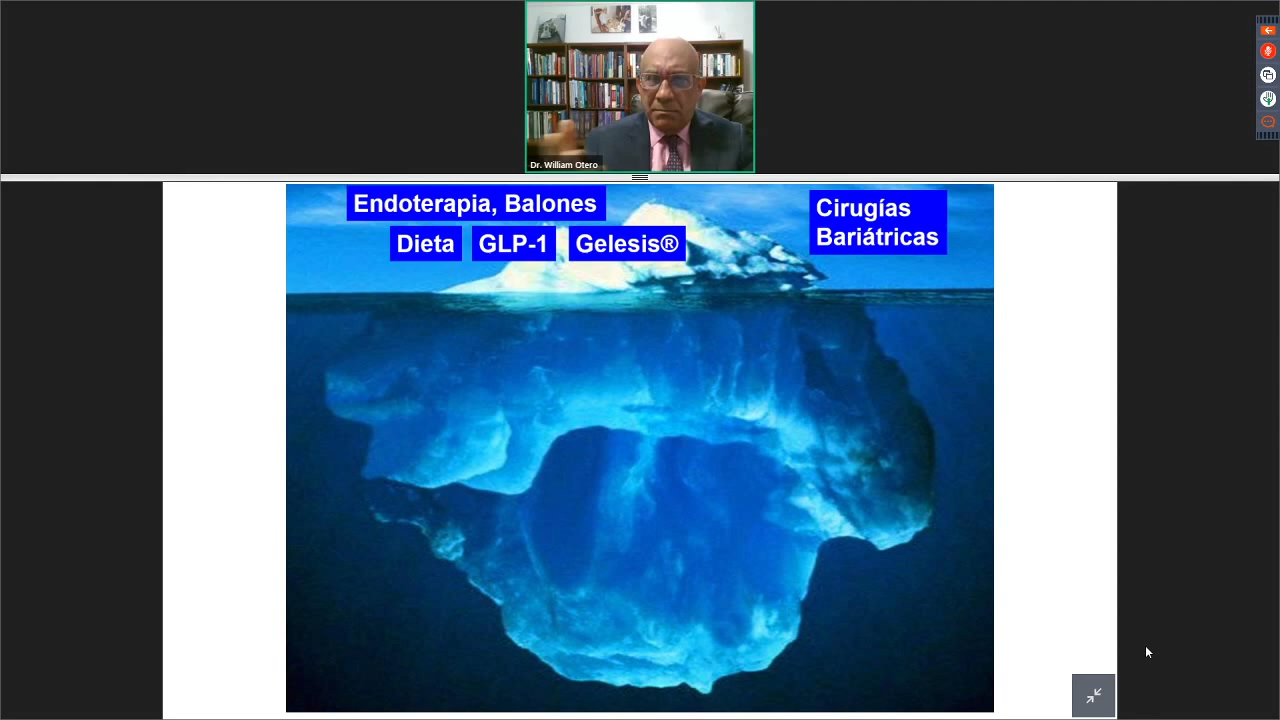 Dr. William Otero
Endoterapia, Balones
Dieta GLP-1 Gelesis®
Cirugías
Bariátricas